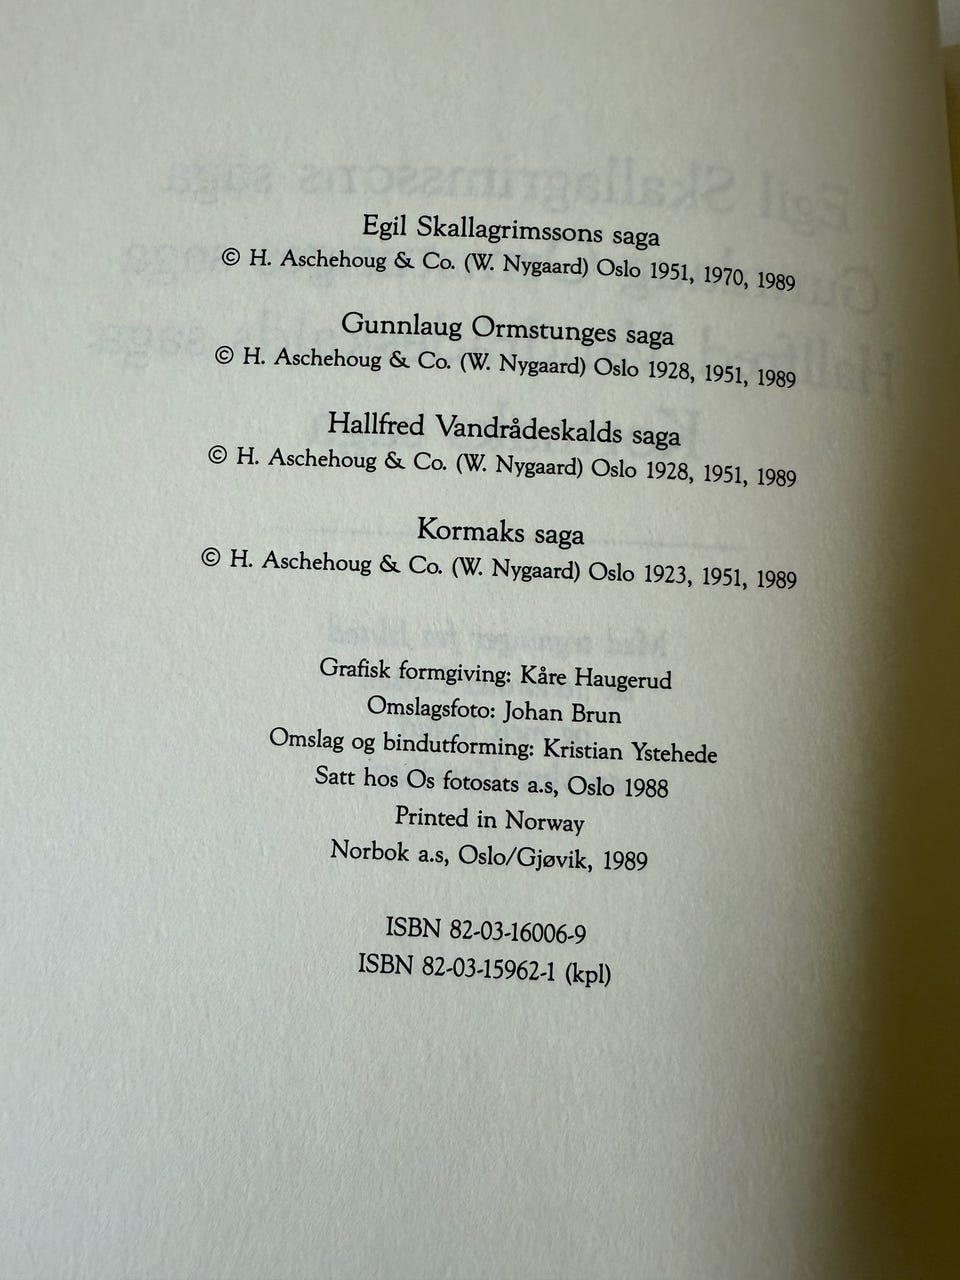 Egil Skallagrimssons saga
© H. Aschehoug & Co. (W. Nygaard) Oslo 1951, 1970, 1989
Gunnlaug Ormstunges saga
© H. Aschehoug & Co. (W. Nygaard) Oslo 1928, 1951, 1989
Hallfred Vandrådeskalds saga
© H. Aschehoug & Co. (W. Nygaard) Oslo 1928, 1951, 1989
Kormaks saga
© H. Aschehoug & Co. (W. Nygaard) Oslo 1923, 1951, 1989
Grafisk formgiving: Kåre Haugerud
Omslagsfoto: Johan Brun
Omslag og bindutforming: Kristian Ystehede
Satt hos Os fotosats a.s, Oslo 1988
Printed in Norway
Norbok a.s, Oslo/Gjøvik, 1989
ISBN 82-03-16006-9
ISBN 82-03-15962-1 (kpl)